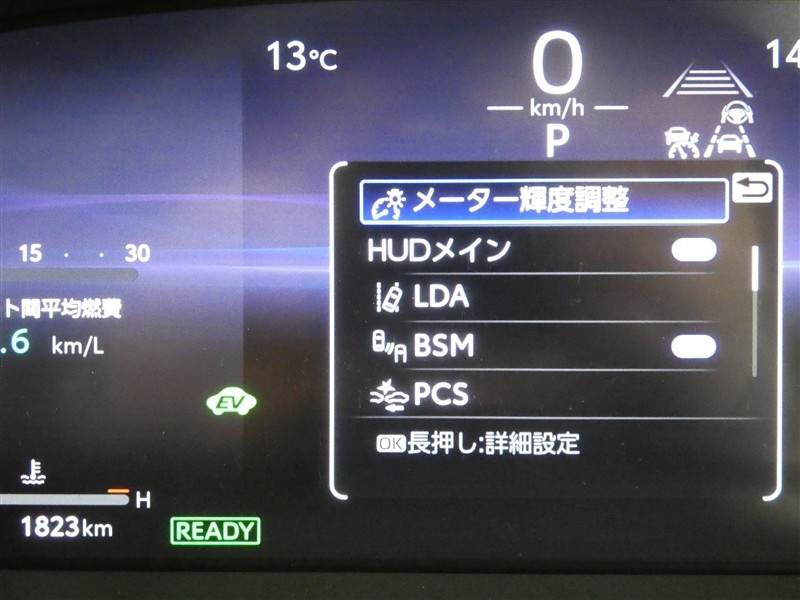 13℃
0
km/h
P
14
メーター輝度調整
HUDメイン
LDA
BSM
PCS
OK長押し:詳細設定
15 · · 30
ト間平均燃費
.6 km/L
EV
H
1823km
READY